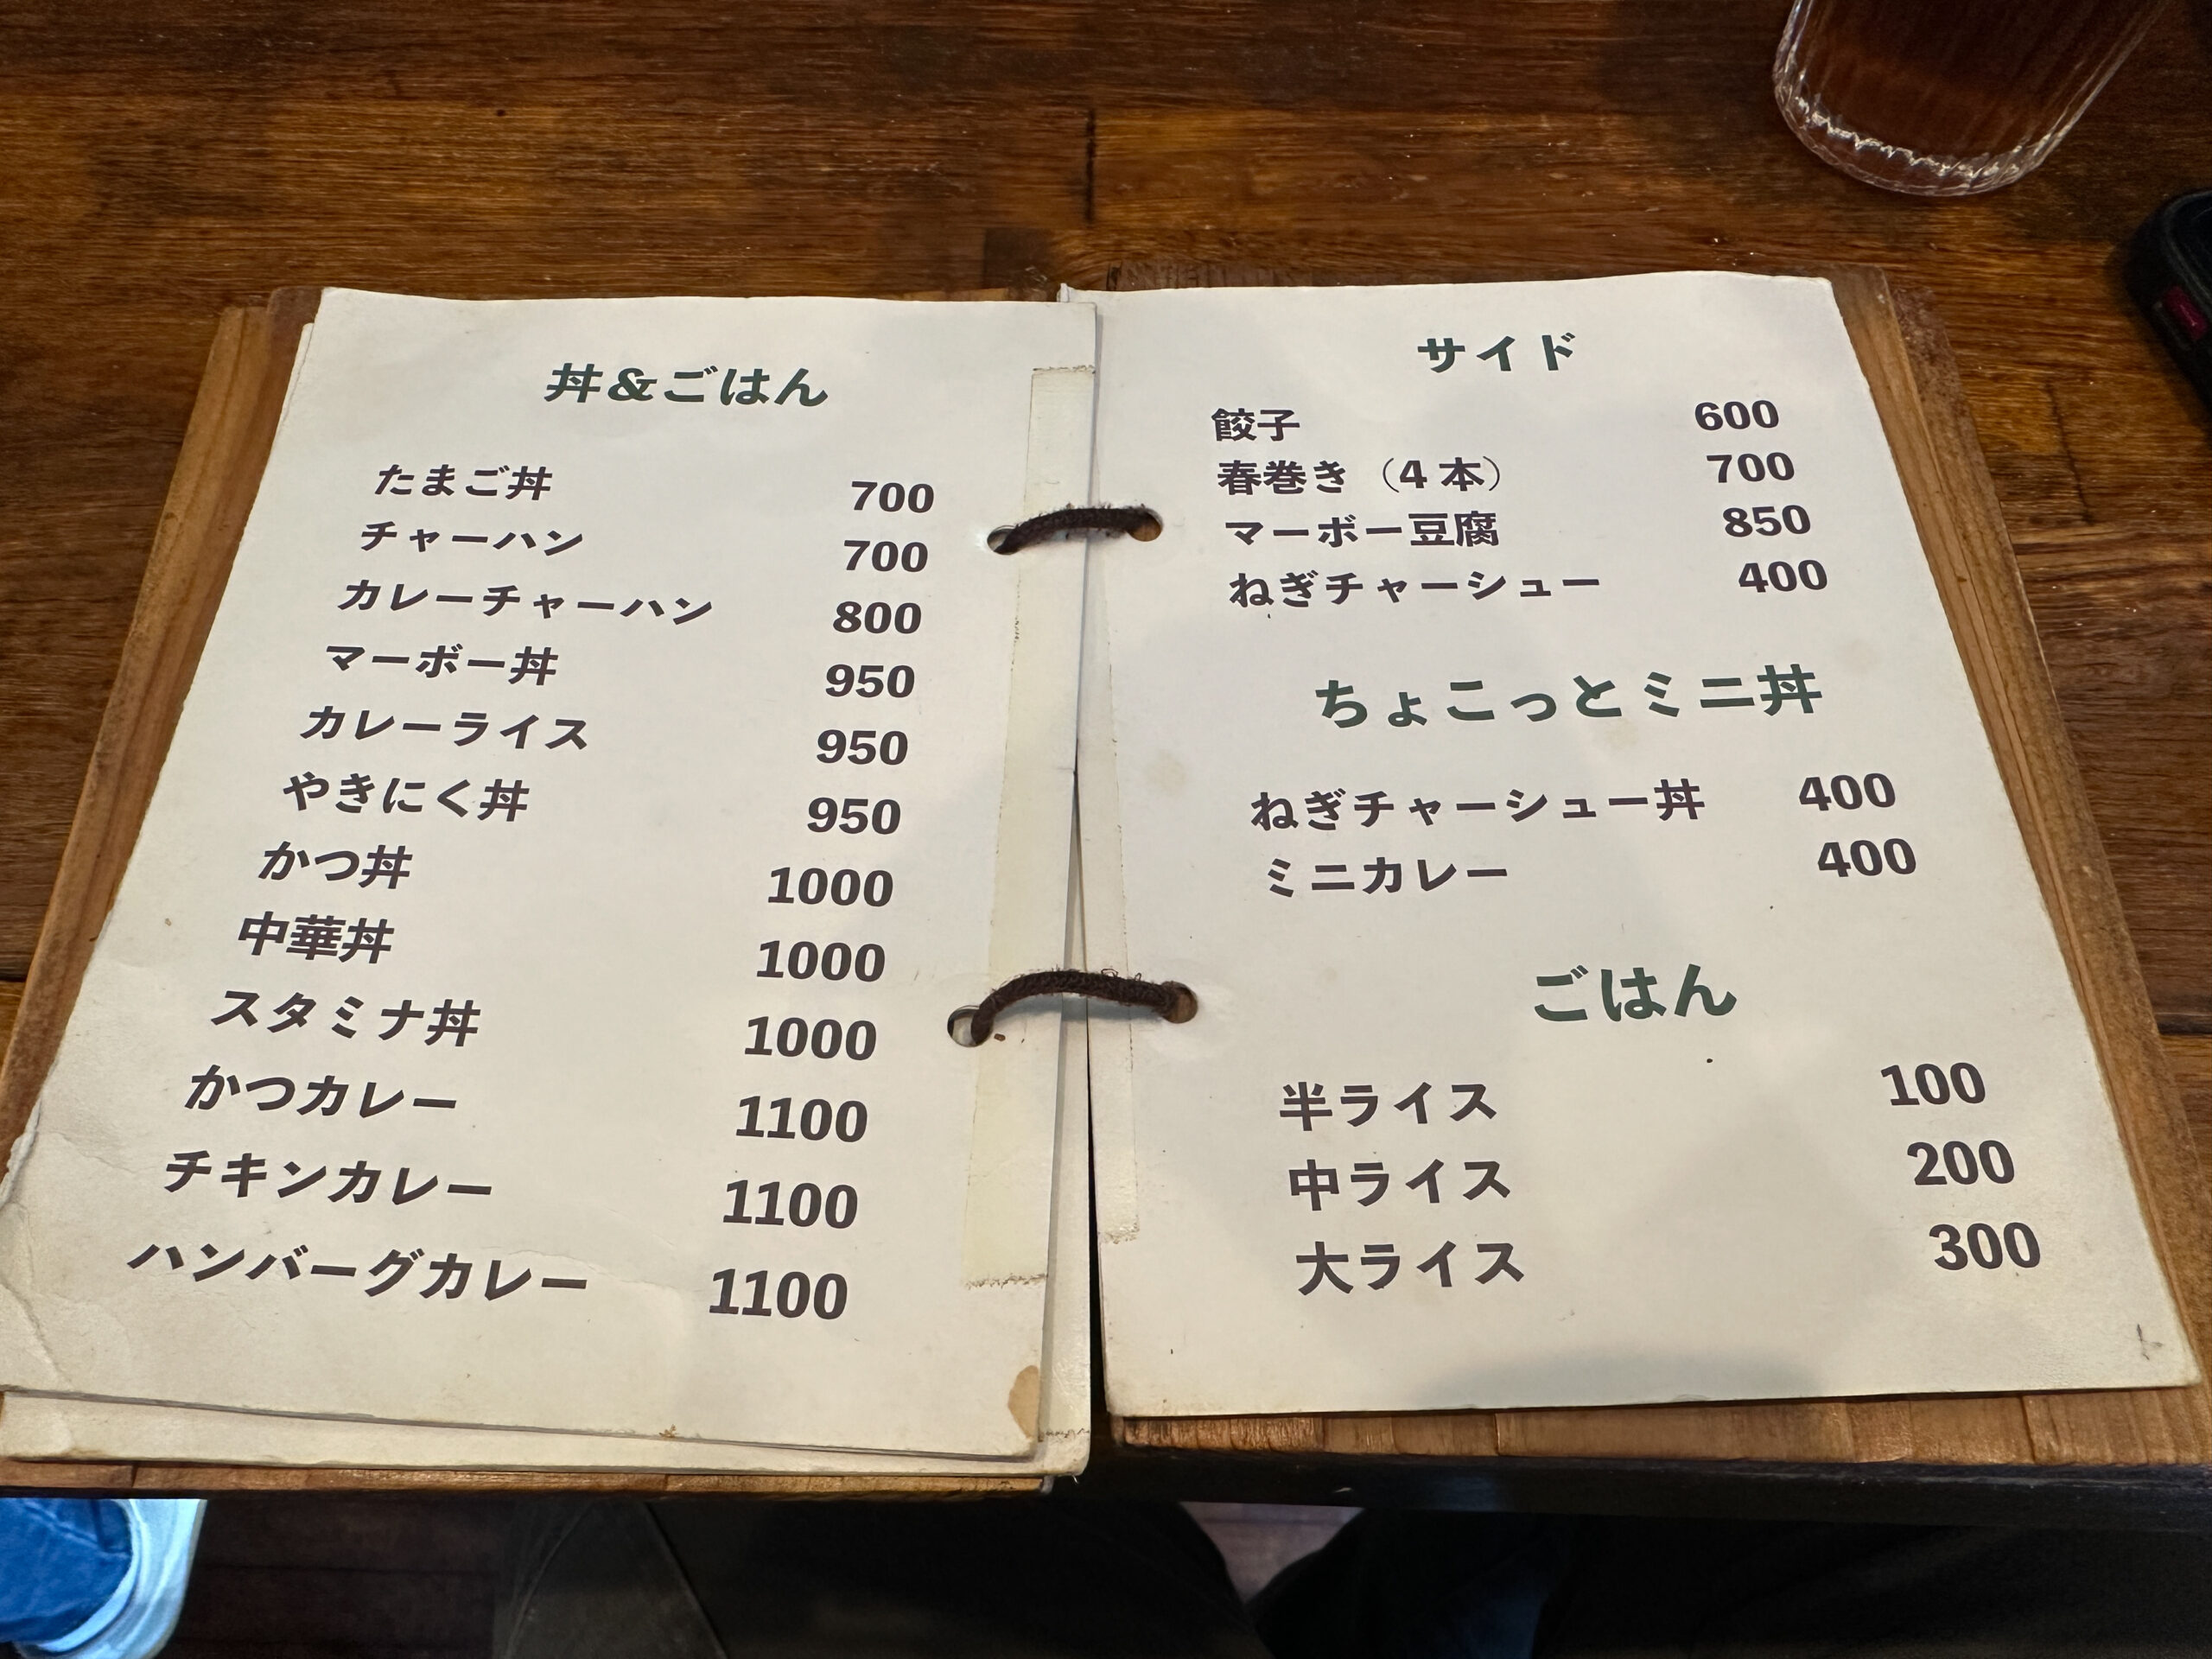 丼&ごはん
たまご丼 700
チャーハン 700
カレーチャーハン 800
マーボー丼 950
カレーライス 950
やきにく丼 950
かつ丼 1000
中華丼 1000
スタミナ丼 1000
かつカレー 1100
チキンカレー 1100
ハンバーグカレー 1100
サイド
餃子 600
春巻き（4本） 700
マーボー豆腐 850
ねぎチャーシュー 400
ちょこっとミニ丼
ねぎチャーシュー丼 400
ミニカレー 400
ごはん
半ライス 100
中ライス 200
大ライス 300